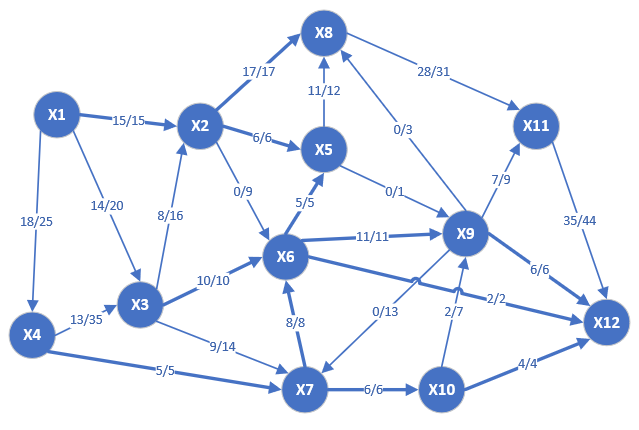 X8
17/17
28/31
11/12
X1
15/15
X2
6/6
X5
0/3
X11
14/20
8/16
0/9
5/5
0/1
7/9
18/25
11/11
X9
35/44
X6
10/10
6/6
X3
2/2
X4
13/35
8/8
0/13
2/7
X12
9/14
5/5
4/4
X7
6/6
X10